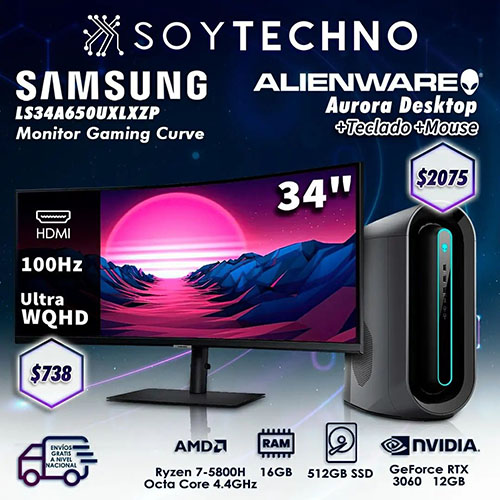 SOYTECHNO
SAMSUNG
LS34A650UXLXZP
Monitor Gaming Curve
ALIENWARE
Aurora Desktop
+Teclado +Mouse
$2075
34"
HDMI
HDMI
100Hz
Ultra
WQHD
$738
ENVÍOS
GRATIS
A NIVEL
NACIONAL
AMD
Ryzen 7-5800H
Octa Core 4.4GHz
RAM
16GB
512GB SSD
NVIDIA.
GeForce RTX
3060 12GB